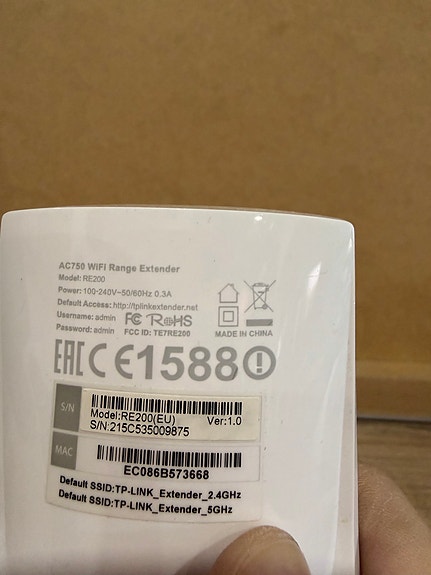 AC750 WiFi Range Extender
Model: RE200
Power: 100-240V~50/60Hz 0.3A
Default Access: http://tplinkextender.net
Username: admin
Password: admin
FC RoHS
FCC ID: TE7RE200
MADE IN CHINA
EAC CE1588
S/N
Model:RE200(EU) Ver:1.0
S/N:215C535009875
MAC
EC086B573668
Default SSID:TP-LINK_Extender_2.4GHz
Default SSID:TP-LINK_Extender_5GHz